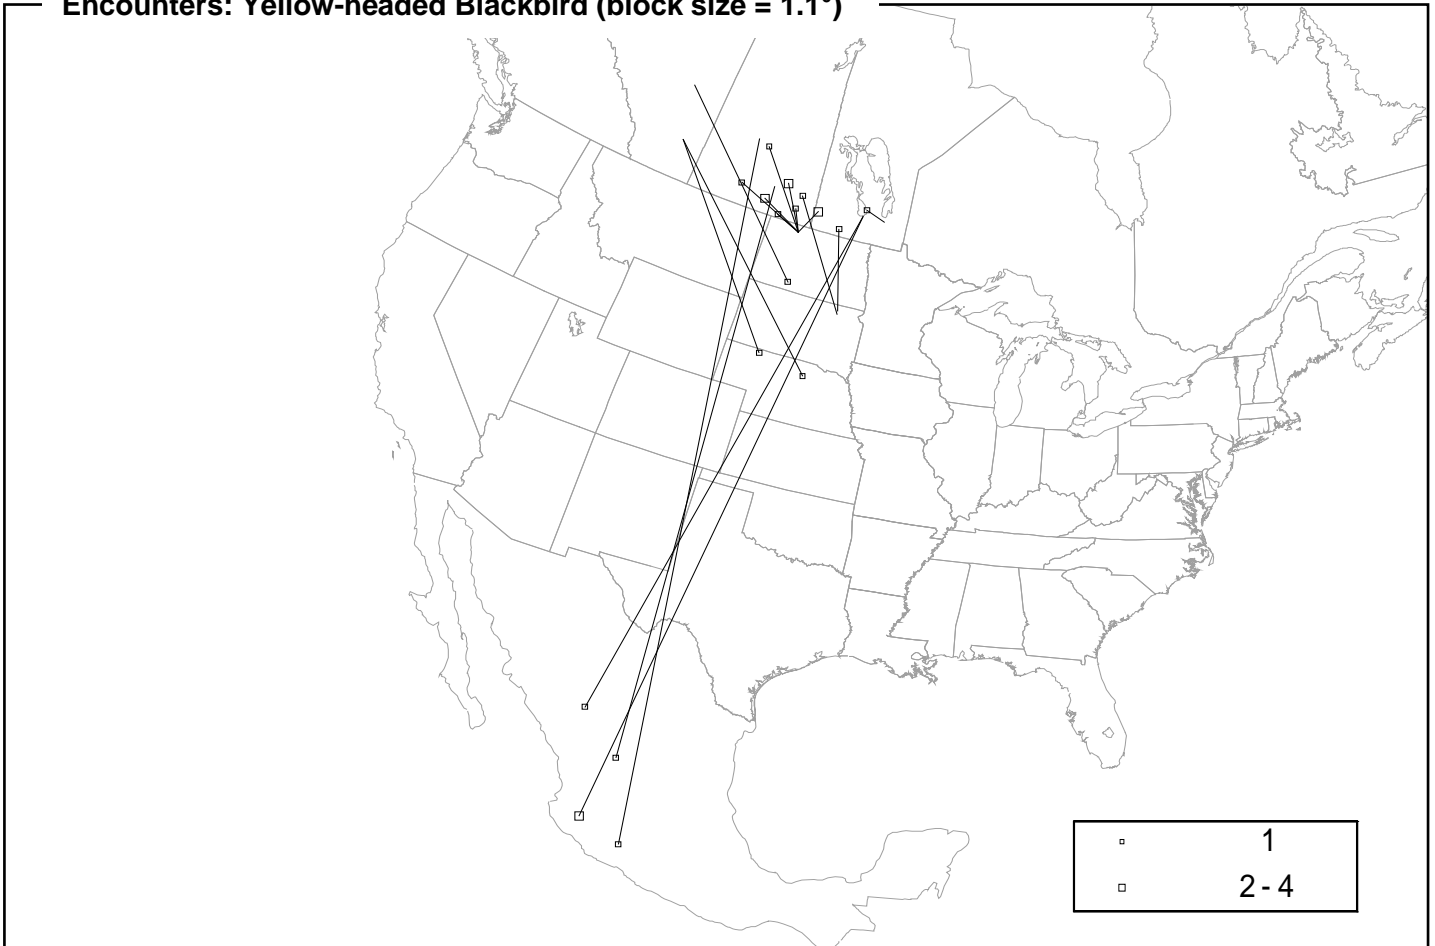 Encounters: Yellow-headed Blackbird (block size = 1.1°)
1
2 - 4